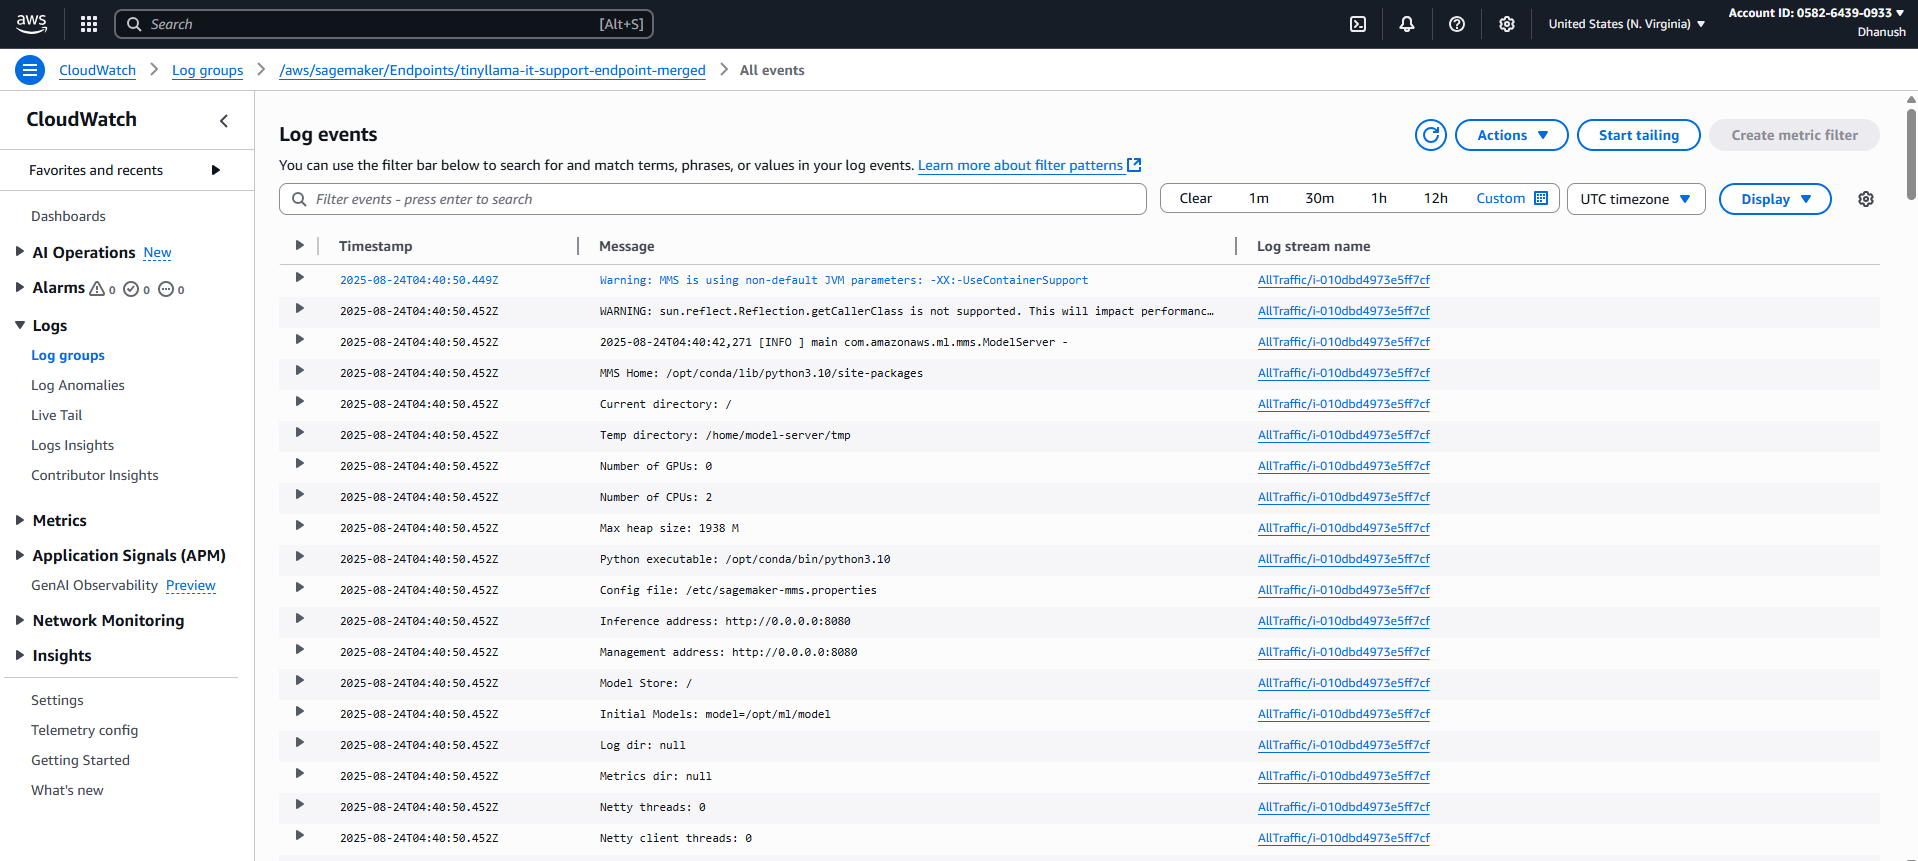 aws
Search [Alt+S]
United States (N. Virginia)
Account ID: 0582-6439-0933
Dhanush
CloudWatch
Log groups
/aws/sagemaker/Endpoints/tinyllama-it-support-endpoint-merged
All events
CloudWatch
Favorites and recents
Dashboards
AI Operations New
Alarms 0 0 0
Logs
Log groups
Log Anomalies
Live Tail
Logs Insights
Contributor Insights
Metrics
Application Signals (APM)
GenAI Observability Preview
Network Monitoring
Insights
Settings
Telemetry config
Getting Started
What's new
Log events
Actions
Start tailing
Create metric filter
You can use the filter bar below to search for and match terms, phrases, or values in your log events. Learn more about filter patterns
Filter events - press enter to search
Clear 1m 30m 1h 12h Custom
UTC timezone
Display
Timestamp Message Log stream name
2025-08-24T04:40:50.449Z Warning: MMS is using non-default JVM parameters: -XX:-UseContainerSupport AllTraffic/i-010dbd4973e5ff7cf
2025-08-24T04:40:50.452Z WARNING: sun.reflect.Reflection.getCallerClass is not supported. This will impact performanc… AllTraffic/i-010dbd4973e5ff7cf
2025-08-24T04:40:50.452Z 2025-08-24T04:40:42,271 [INFO ] main com.amazonaws.ml.mms.ModelServer - AllTraffic/i-010dbd4973e5ff7cf
2025-08-24T04:40:50.452Z MMS Home: /opt/conda/lib/python3.10/site-packages AllTraffic/i-010dbd4973e5ff7cf
2025-08-24T04:40:50.452Z Current directory: / AllTraffic/i-010dbd4973e5ff7cf
2025-08-24T04:40:50.452Z Temp directory: /home/model-server/tmp AllTraffic/i-010dbd4973e5ff7cf
2025-08-24T04:40:50.452Z Number of GPUs: 0 AllTraffic/i-010dbd4973e5ff7cf
2025-08-24T04:40:50.452Z Number of CPUs: 2 AllTraffic/i-010dbd4973e5ff7cf
2025-08-24T04:40:50.452Z Max heap size: 1938 M AllTraffic/i-010dbd4973e5ff7cf
2025-08-24T04:40:50.452Z Python executable: /opt/conda/bin/python3.10 AllTraffic/i-010dbd4973e5ff7cf
2025-08-24T04:40:50.452Z Config file: /etc/sagemaker-mms.properties AllTraffic/i-010dbd4973e5ff7cf
2025-08-24T04:40:50.452Z Inference address: http://0.0.0.0:8080 AllTraffic/i-010dbd4973e5ff7cf
2025-08-24T04:40:50.452Z Management address: http://0.0.0.0:8080 AllTraffic/i-010dbd4973e5ff7cf
2025-08-24T04:40:50.452Z Model Store: / AllTraffic/i-010dbd4973e5ff7cf
2025-08-24T04:40:50.452Z Initial Models: model=/opt/ml/model AllTraffic/i-010dbd4973e5ff7cf
2025-08-24T04:40:50.452Z Log dir: null AllTraffic/i-010dbd4973e5ff7cf
2025-08-24T04:40:50.452Z Metrics dir: null AllTraffic/i-010dbd4973e5ff7cf
2025-08-24T04:40:50.452Z Netty threads: 0 AllTraffic/i-010dbd4973e5ff7cf
2025-08-24T04:40:50.452Z Netty client threads: 0 AllTraffic/i-010dbd4973e5ff7cf